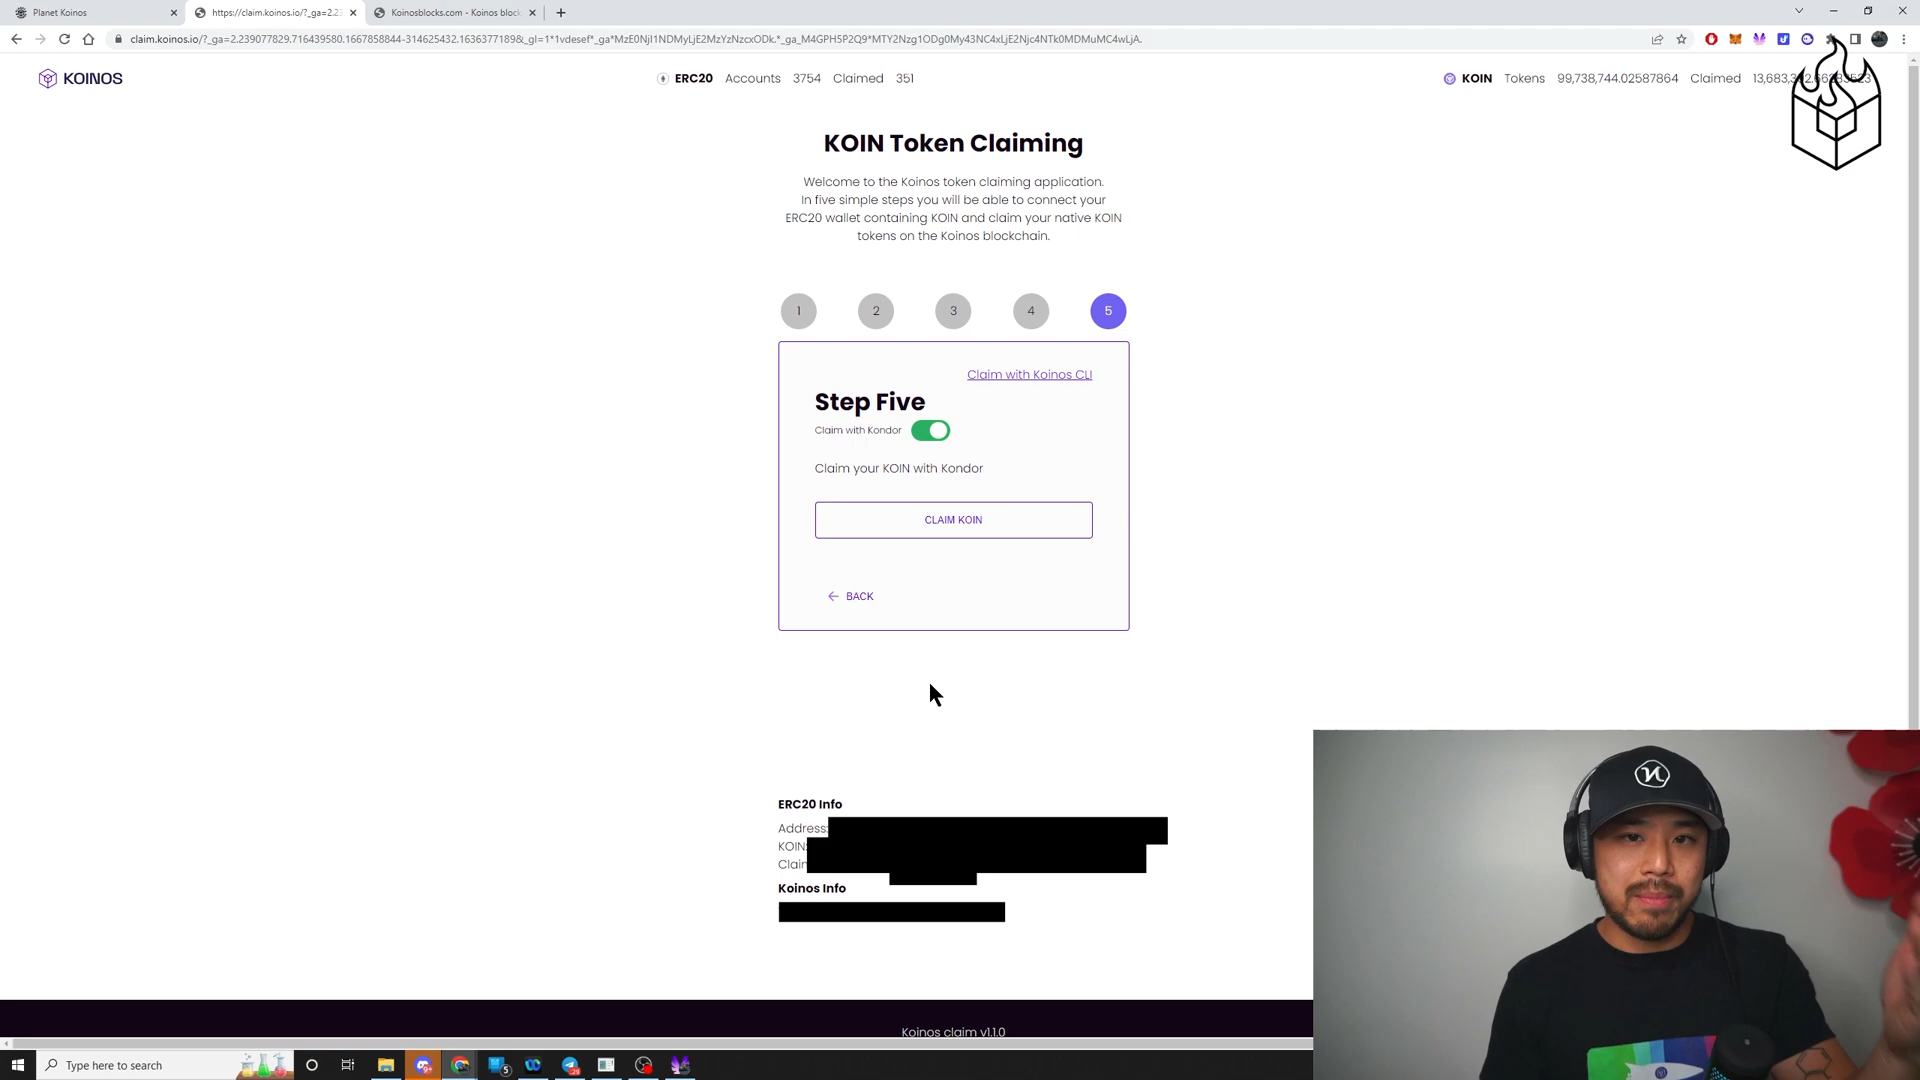 Planet Koinos
https://claim.koinos.io/?_ga=2.23
Koinosblocks.com - Koinos block
claim.koinos.io/?_ga=2.239077829.716439580.1667858844-314625432.1636377189&_gl=1*1vdesef*_ga*MzE0NjI1NDMyLjE2MzYzNzcxODk.*_ga_M4GPH5P2Q9*MTY2Nzg1ODg0My43NC4xLjE2Njc4NTk0MDMuMC4wLjA.
KOINOS
ERC20 Accounts 3754 Claimed 351
KOIN Tokens 99,738,744.02587864 Claimed
KOIN Token Claiming
Welcome to the Koinos token claiming application.
In five simple steps you will be able to connect your
ERC20 wallet containing KOIN and claim your native KOIN
tokens on the Koinos blockchain.
1 2 3 4 5
Claim with Koinos CLI
Step Five
Claim with Kondor
Claim your KOIN with Kondor
CLAIM KOIN
← BACK
ERC20 Info
Address:
KOIN:
Claim
Koinos Info
Koinos claim v1.1.0
Type here to search